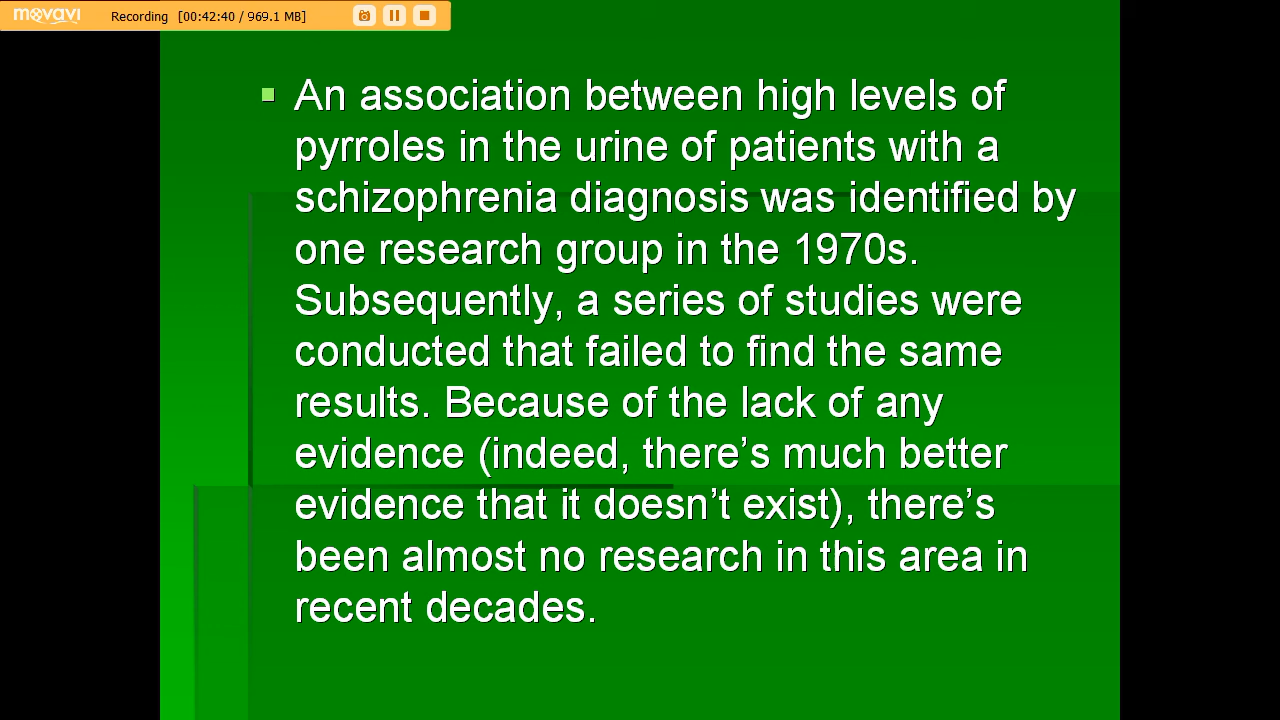 movavi Recording [00:42:40 / 969.1 MB]
An association between high levels of
pyrroles in the urine of patients with a
schizophrenia diagnosis was identified by
one research group in the 1970s.
Subsequently, a series of studies were
conducted that failed to find the same
results. Because of the lack of any
evidence (indeed, there’s much better
evidence that it doesn’t exist), there’s
been almost no research in this area in
recent decades.